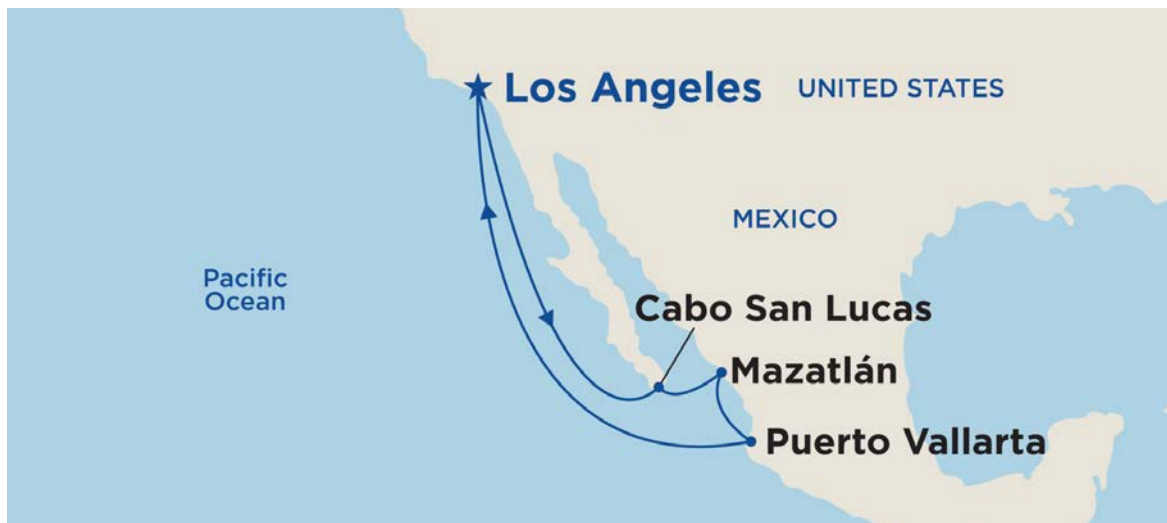 Los Angeles
UNITED STATES
MEXICO
Pacific
Ocean
Cabo San Lucas
Mazatlán
Puerto Vallarta